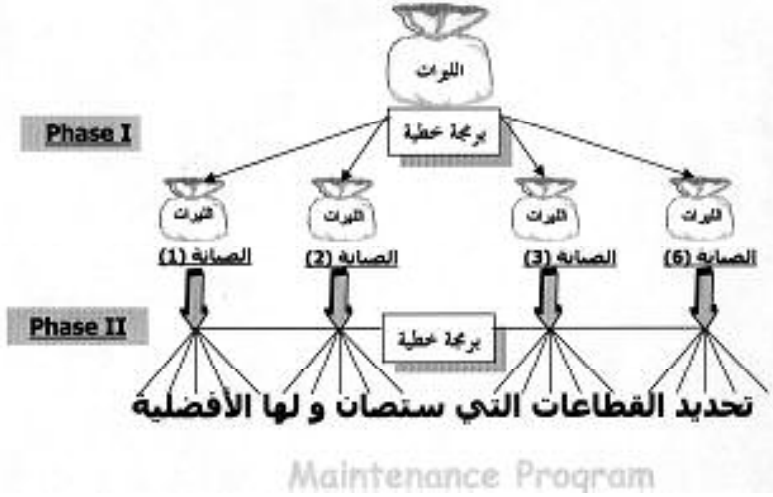 الليرات
برمجة خطية
Phase I
الليرات
الليرات
الليرات
الليرات
الصيانة (1)
الصيانة (2)
الصيانة (3)
الصيانة (6)
Phase II
برمجة خطية
تحديد القطاعات التي ستصان و لها الأفضلية
Maintenance Program